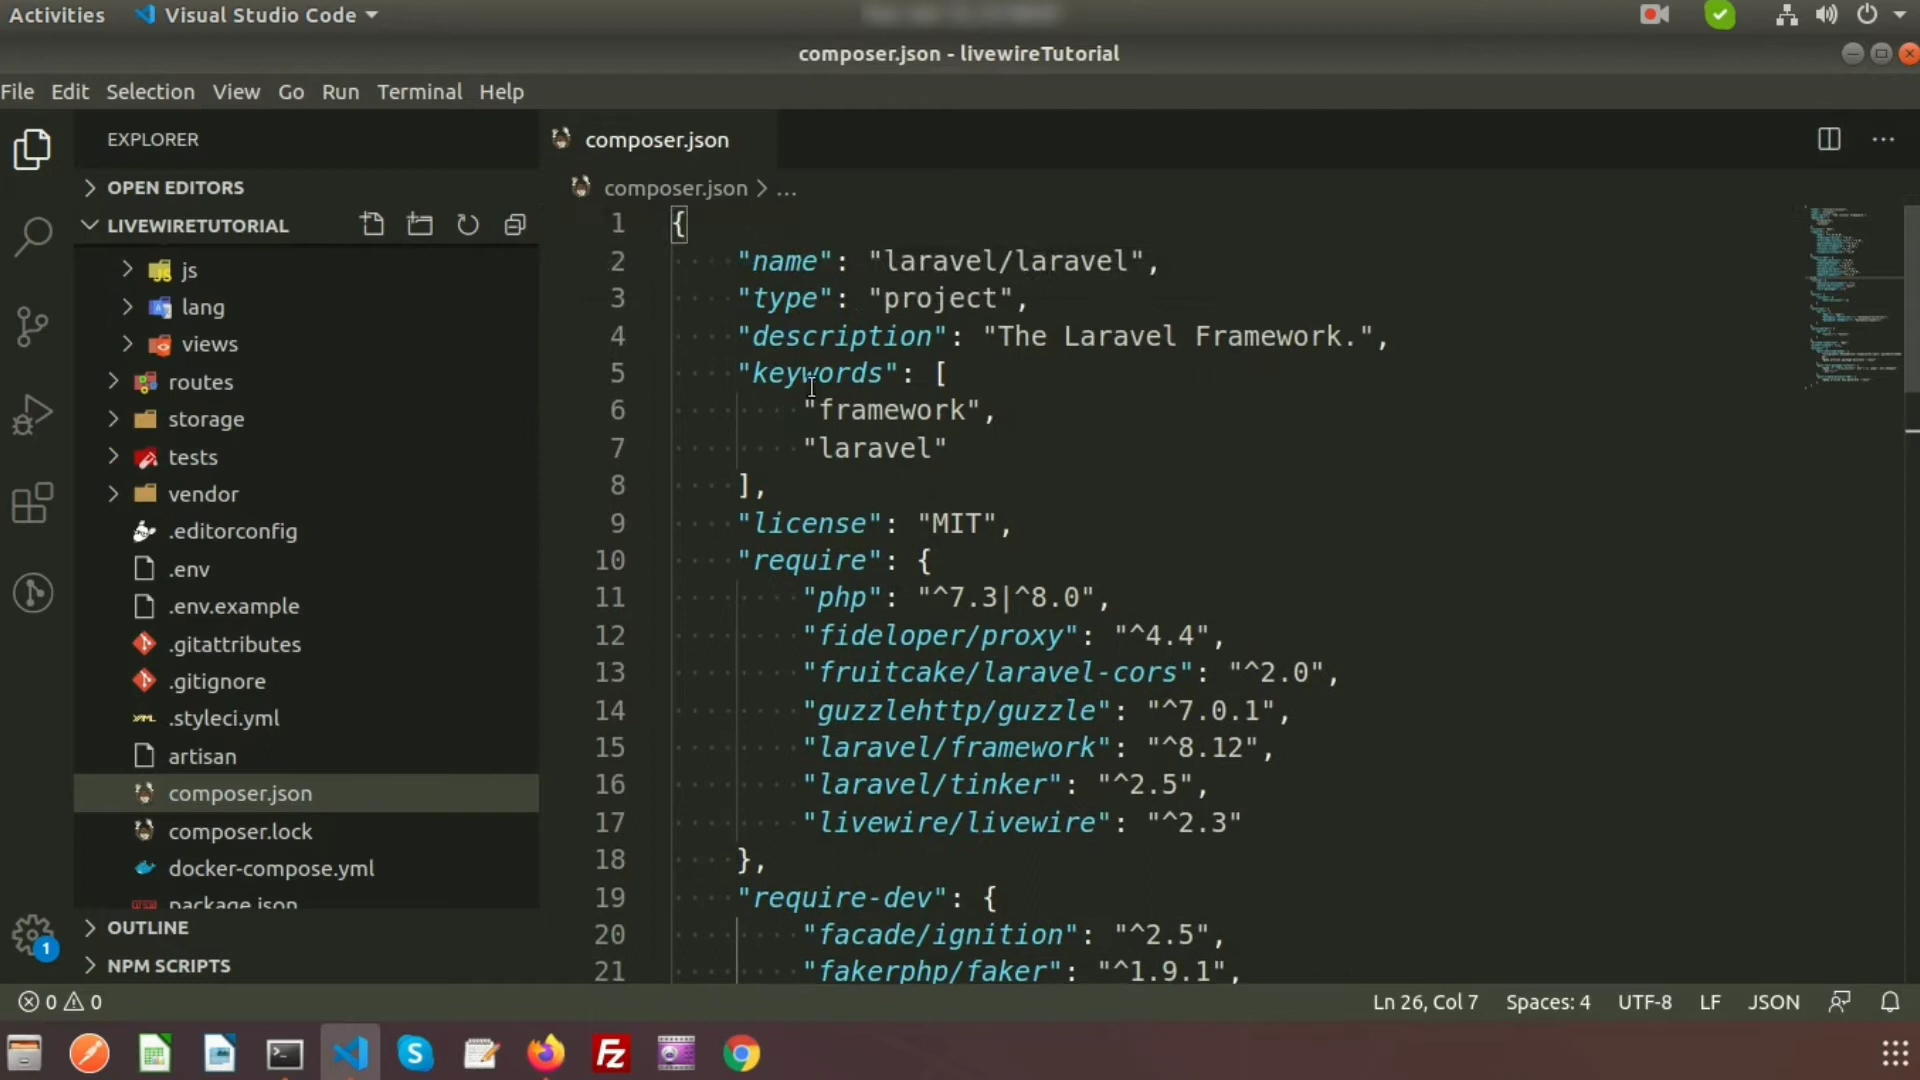 Activities
Visual Studio Code
composer.json - livewireTutorial
File Edit Selection View Go Run Terminal Help
EXPLORER
OPEN EDITORS
LIVEWIRETUTORIAL
js
lang
views
routes
storage
tests
vendor
.editorconfig
.env
.env.example
.gitattributes
.gitignore
.styleci.yml
artisan
composer.json
composer.lock
docker-compose.yml
package.json
OUTLINE
NPM SCRIPTS
1
composer.json
composer.json > ...
1 {
2 "name": "laravel/laravel",
3 "type": "project",
4 "description": "The Laravel Framework.",
5 "keywords": [
6 "framework",
7 "laravel"
8 ],
9 "license": "MIT",
10 "require": {
11 "php": "^7.3|^8.0",
12 "fideloper/proxy": "^4.4",
13 "fruitcake/laravel-cors": "^2.0",
14 "guzzlehttp/guzzle": "^7.0.1",
15 "laravel/framework": "^8.12",
16 "laravel/tinker": "^2.5",
17 "livewire/livewire": "^2.3"
18 },
19 "require-dev": {
20 "facade/ignition": "^2.5",
21 "fakerphp/faker": "^1.9.1",
0 0
Ln 26, Col 7 Spaces: 4 UTF-8 LF JSON